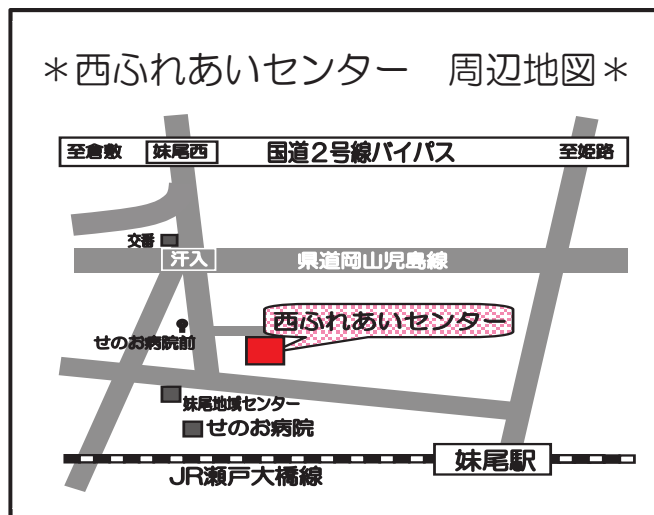 *西ふれあいセンター　周辺地図*
至倉敷
妹尾西
国道2号線バイパス
至姫路
交番
汗入
県道岡山児島線
西ふれあいセンター
せのお病院前
妹尾地域センター
せのお病院
妹尾駅
JR瀬戸大橋線